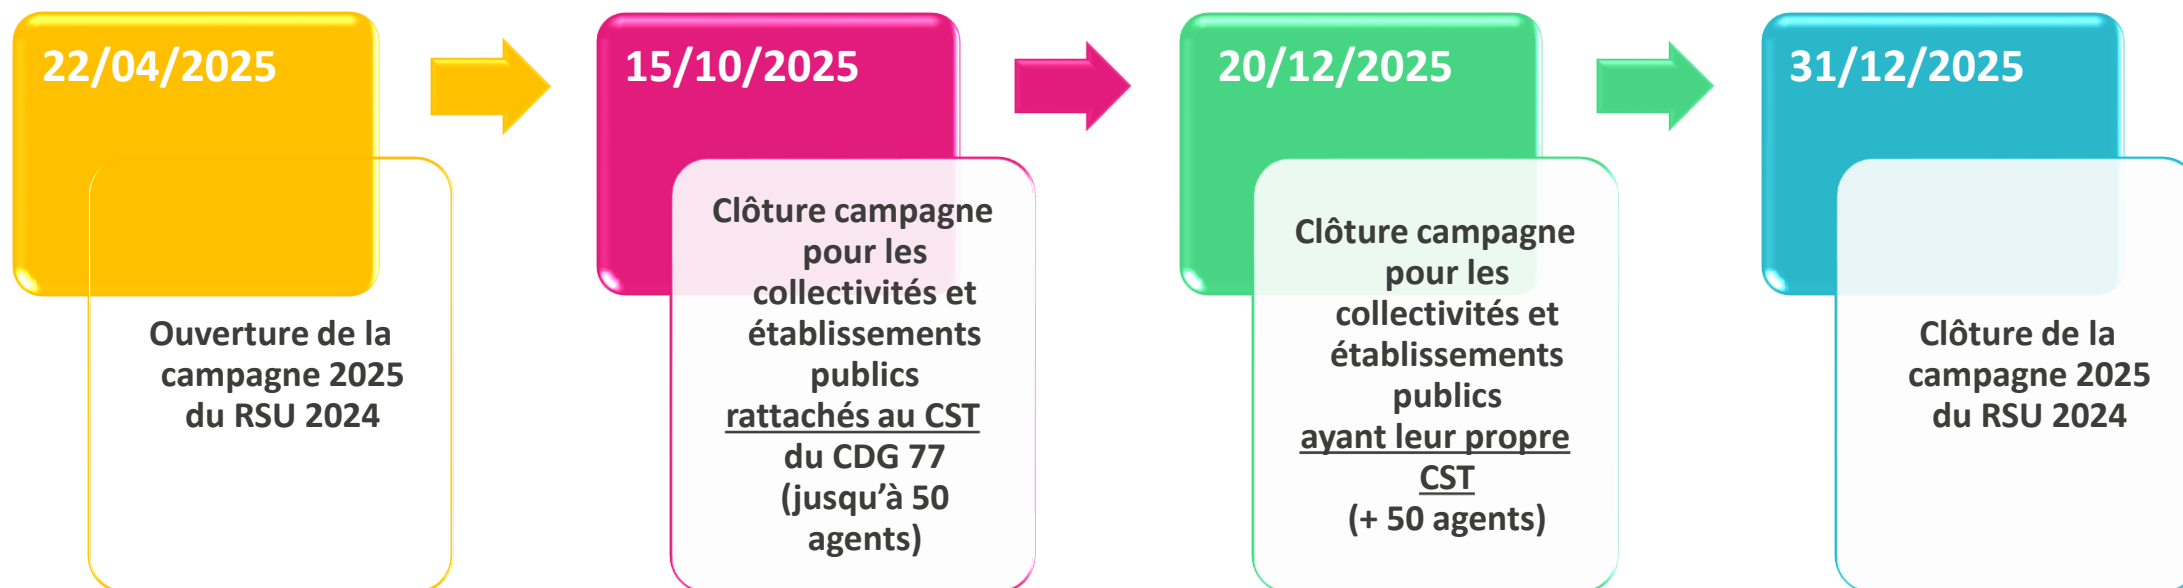 22/04/2025
Ouverture de la
campagne 2025
du RSU 2024
15/10/2025
Clôture campagne
pour les
collectivités et
établissements
publics
rattachés au CST
du CDG 77
(jusqu’à 50
agents)
20/12/2025
Clôture campagne
pour les
collectivités et
établissements
publics
ayant leur propre
CST
(+ 50 agents)
31/12/2025
Clôture de la
campagne 2025
du RSU 2024